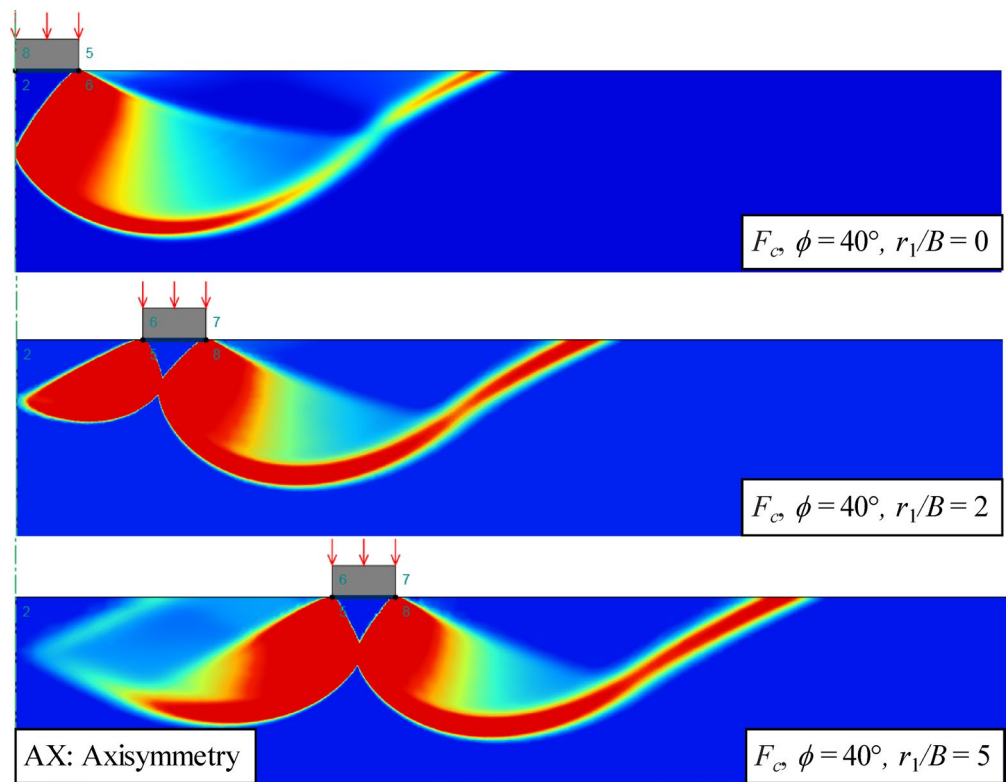 8 5
2 6
F_c, ϕ = 40°, r₁/B = 0
6 7
2 5 8
F_c, ϕ = 40°, r₁/B = 2
6 7
2 5 8
AX: Axisymmetry
F_c, ϕ = 40°, r₁/B = 5